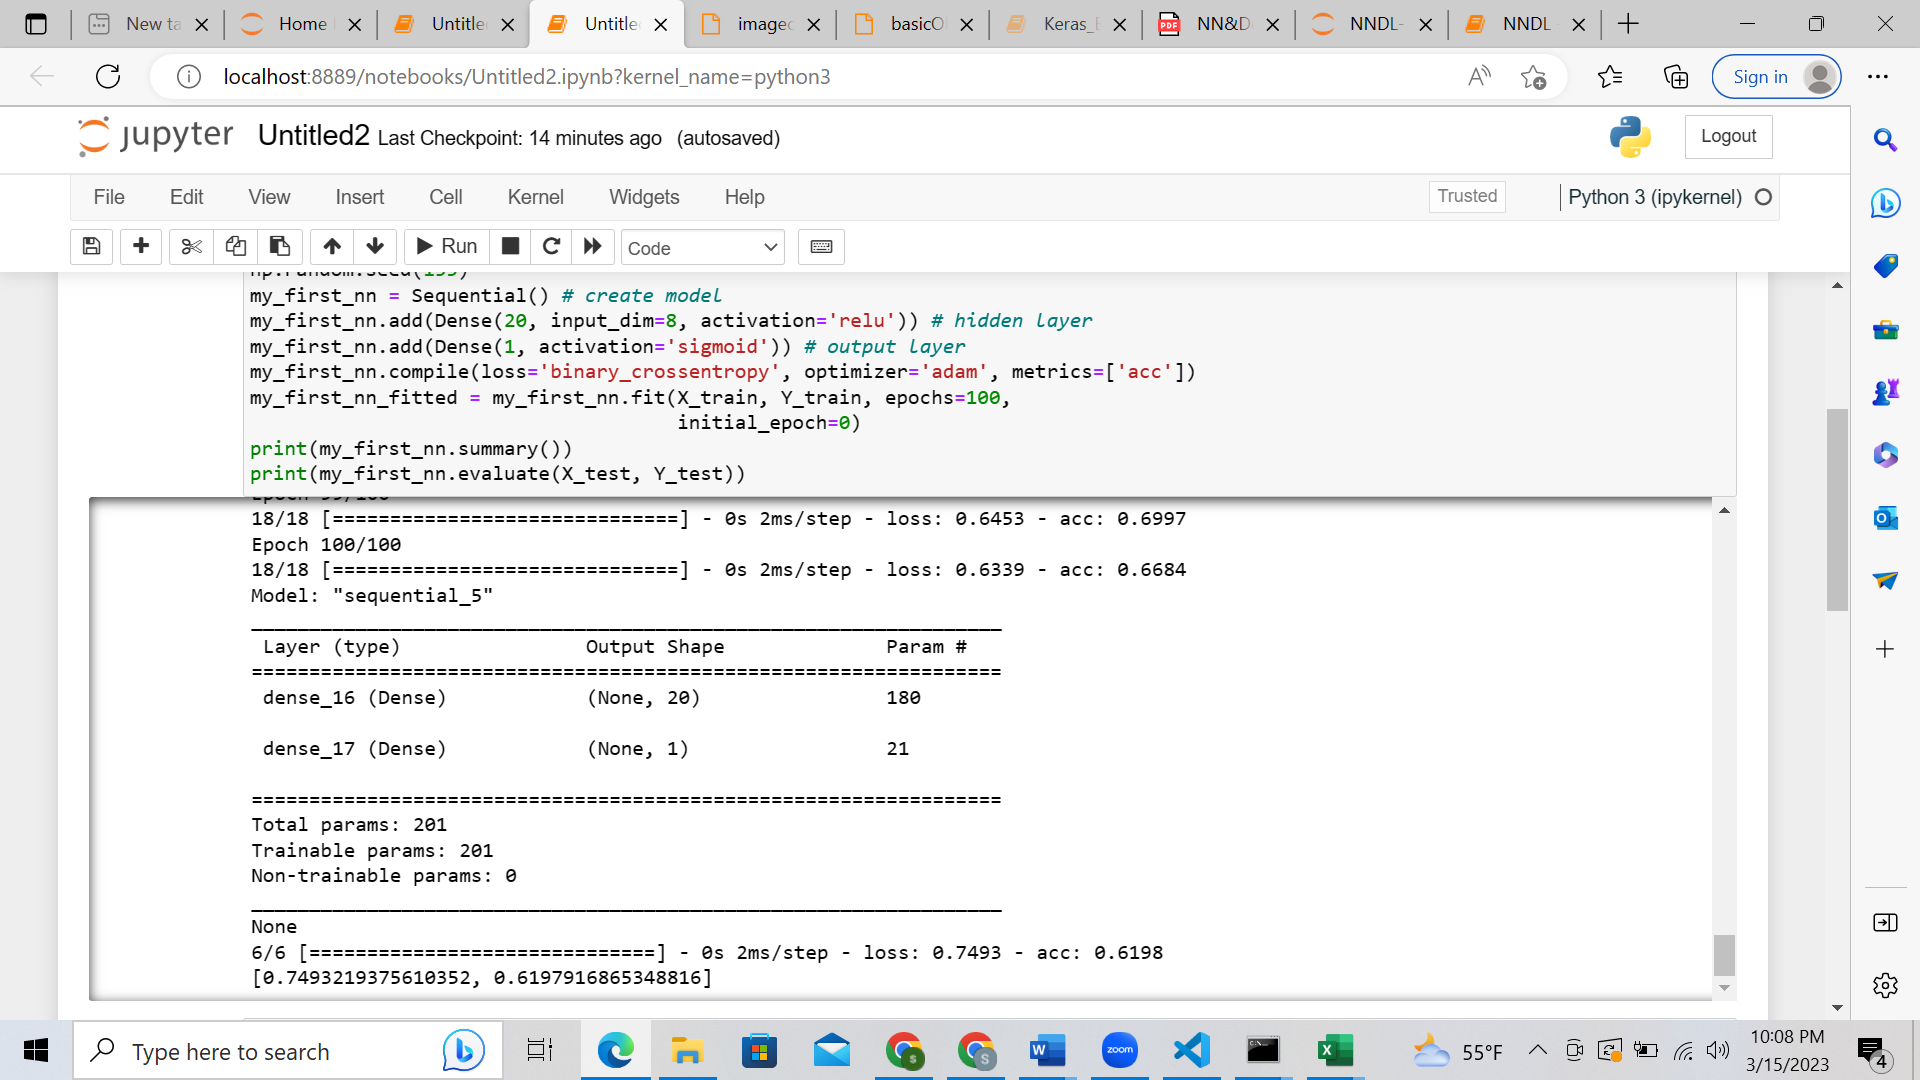 New ta
Home
Untitle
Untitle
imagec
basicO
Keras_
NN&D
NNDL-
NNDL
localhost:8889/notebooks/Untitled2.ipynb?kernel_name=python3
Sign in
jupyter Untitled2 Last Checkpoint: 14 minutes ago (autosaved)
Logout
File Edit View Insert Cell Kernel Widgets Help
Trusted
Python 3 (ipykernel)
Run
Code
my_first_nn = Sequential() # create model
my_first_nn.add(Dense(20, input_dim=8, activation='relu')) # hidden layer
my_first_nn.add(Dense(1, activation='sigmoid')) # output layer
my_first_nn.compile(loss='binary_crossentropy', optimizer='adam', metrics=['acc'])
my_first_nn_fitted = my_first_nn.fit(X_train, Y_train, epochs=100,
initial_epoch=0)
print(my_first_nn.summary())
print(my_first_nn.evaluate(X_test, Y_test))
18/18 [==============================] - 0s 2ms/step - loss: 0.6453 - acc: 0.6997
Epoch 100/100
18/18 [==============================] - 0s 2ms/step - loss: 0.6339 - acc: 0.6684
Model: "sequential_5"
_________________________________________________________________
Layer (type) Output Shape Param #
=================================================================
dense_16 (Dense) (None, 20) 180
dense_17 (Dense) (None, 1) 21
=================================================================
Total params: 201
Trainable params: 201
Non-trainable params: 0
_________________________________________________________________
None
6/6 [==============================] - 0s 2ms/step - loss: 0.7493 - acc: 0.6198
[0.7493219375610352, 0.6197916865348816]
Type here to search
zoom
55°F
10:08 PM
3/15/2023
4